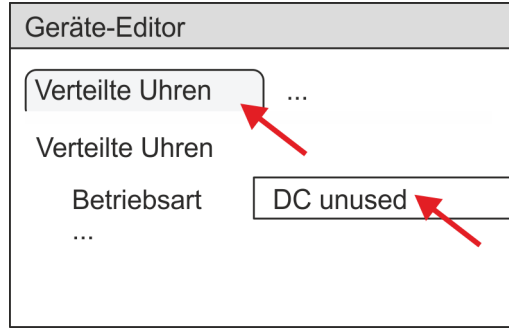 Geräte-Editor
Verteilte Uhren ...
Verteilte Uhren
Betriebsart DC unused
...